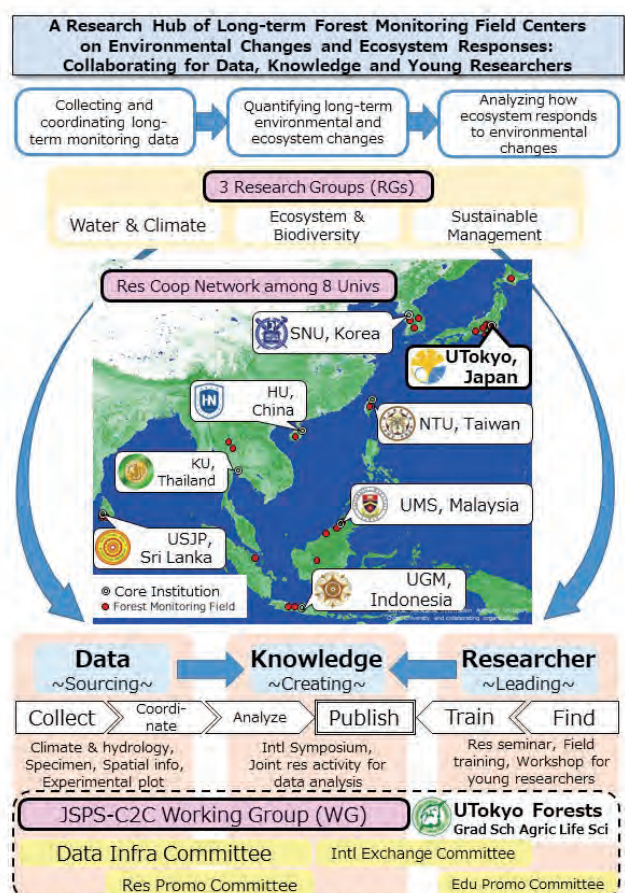 A Research Hub of Long-term Forest Monitoring Field Centers
on Environmental Changes and Ecosystem Responses:
Collaborating for Data, Knowledge and Young Researchers
Collecting and
coordinating long-
term monitoring data
Quantifying long-term
environmental and
ecosystem changes
Analyzing how
ecosystem responds
to environmental
changes
3 Research Groups (RGs)
Water & Climate
Ecosystem &
Biodiversity
Sustainable
Management
Res Coop Network among 8 Univs
SNU, Korea
UTokyo,
Japan
HU,
China
NTU, Taiwan
KU,
Thailand
UMS, Malaysia
USJP,
Sri Lanka
UGM,
Indonesia
Core Institution
Forest Monitoring Field
University, and collaborating
Data
~Sourcing~
Knowledge
~Creating~
Researcher
~Leading~
Collect
Coordi-
nate
Analyze
Publish
Train
Find
Climate & hydrology,
Specimen, Spatial info,
Experimental plot
Intl Symposium,
Joint res activity for
data analysis
Res seminar, Field
training, Workshop for
young researchers
JSPS-C2C Working Group (WG)
UTokyo Forests
Grad Sch Agric Life Sci
Data Infra Committee
Intl Exchange Committee
Res Promo Committee
Edu Promo Committee